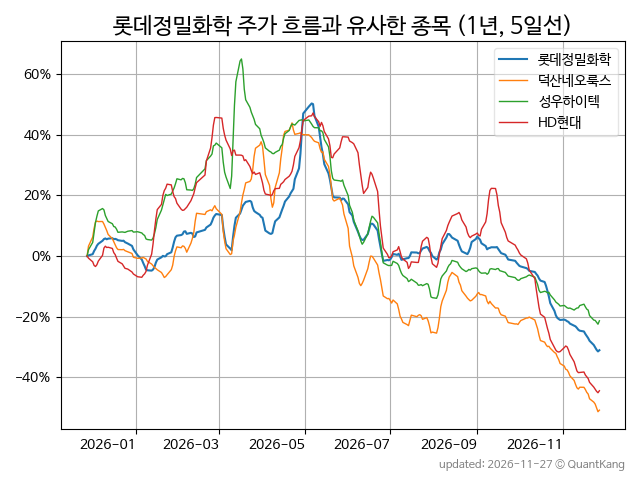 롯데정밀화학 주가 흐름과 유사한 종목 (1년, 5일선)
롯데정밀화학
덕산네오룩스
성우하이텍
HD현대
60%
40%
20%
0%
−20%
−40%
2026-01 2026-03 2026-05 2026-07 2026-09 2026-11
updated: 2026-11-27 © QuantKang